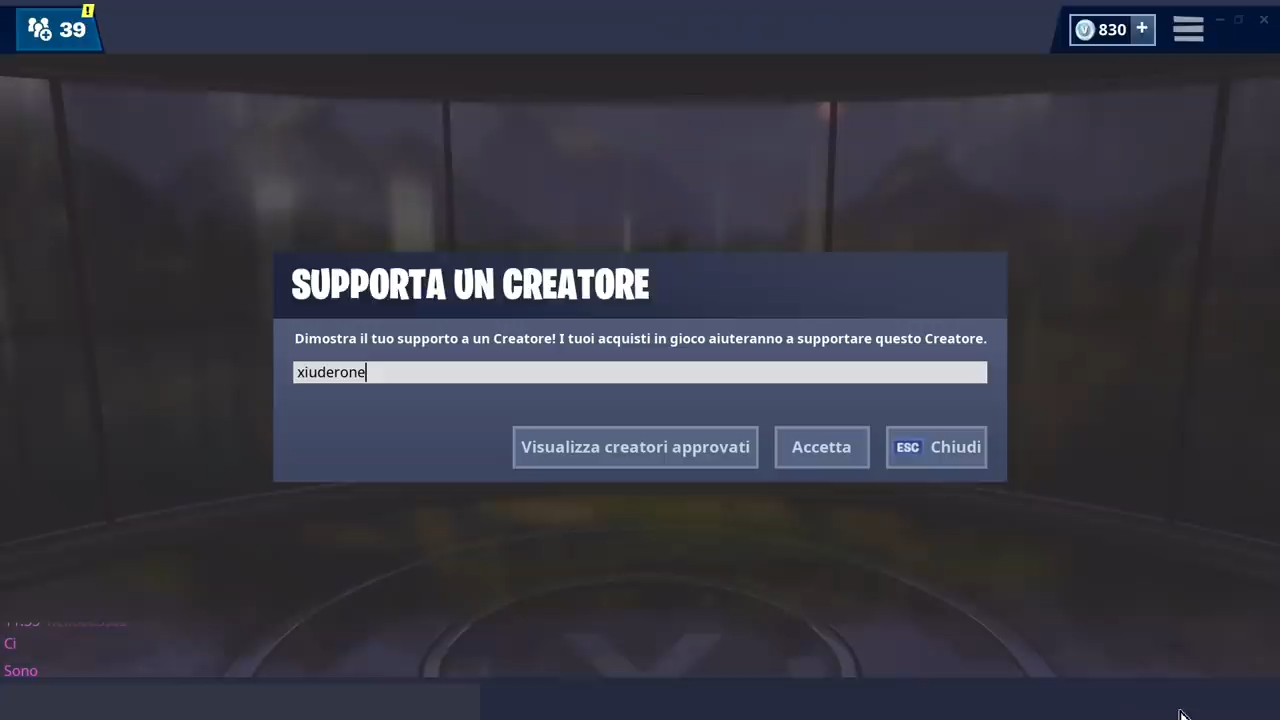 !
39
830 +
SUPPORTA UN CREATORE
Dimostra il tuo supporto a un Creatore! I tuoi acquisti in gioco aiuteranno a supportare questo Creatore.
xiuderone
Visualizza creatori approvati
Accetta
ESC Chiudi
Ci
Sono